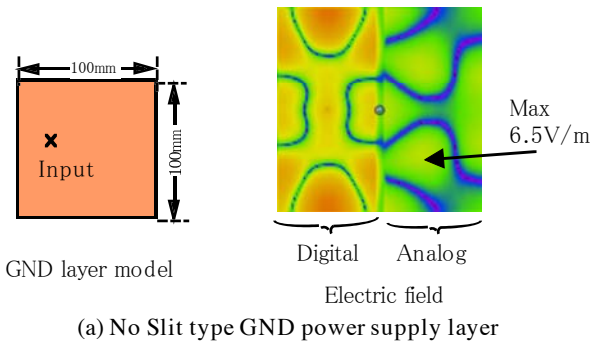 100mm
100mm
Input
GND layer model
Max
6.5V/m
Digital
Analog
Electric field
(a) No Slit type GND power supply layer